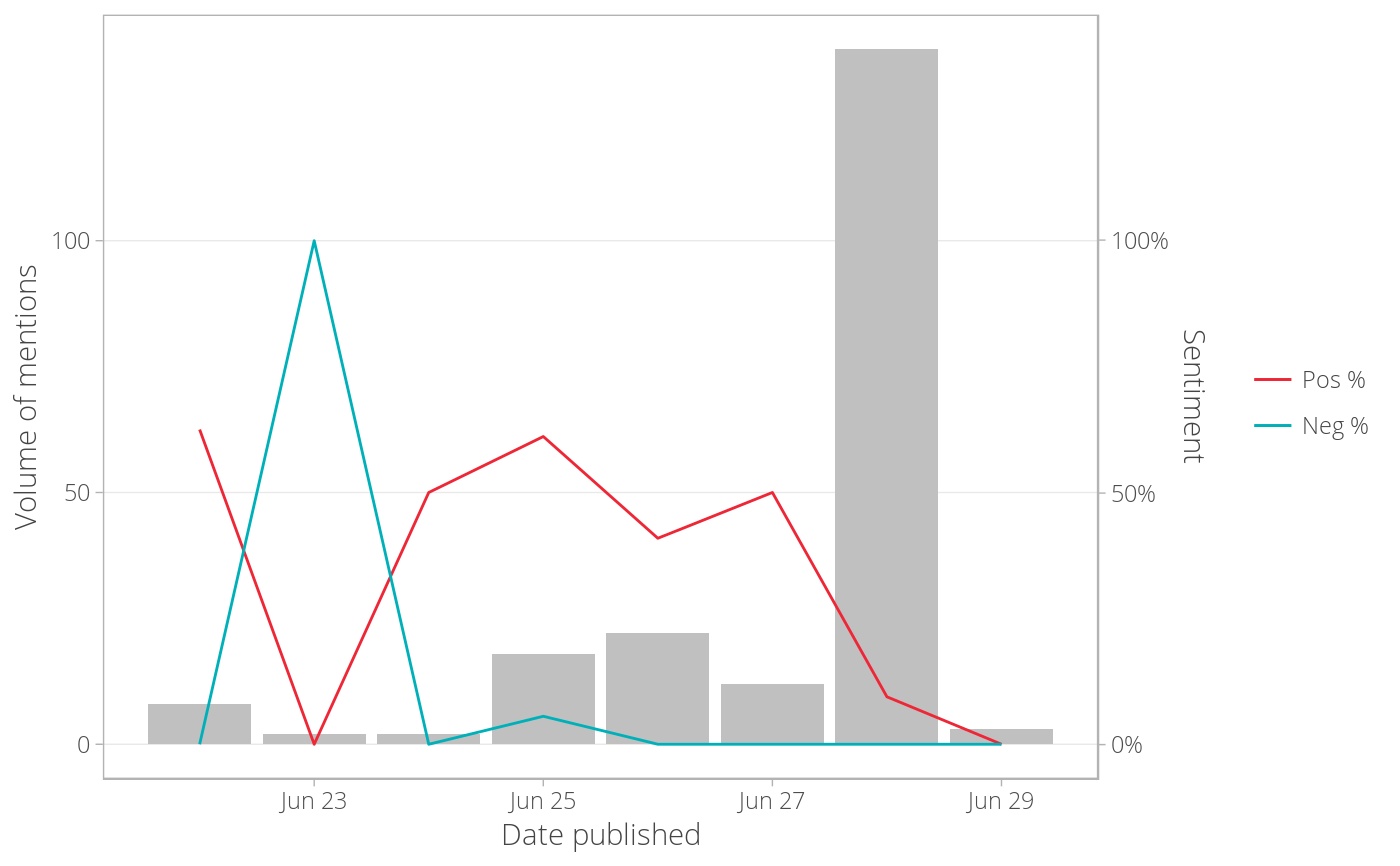 Volume of mentions
100
50
0
100%
50%
0%
Sentiment
Pos %
Neg %
Jun 23
Jun 25
Jun 27
Jun 29
Date published